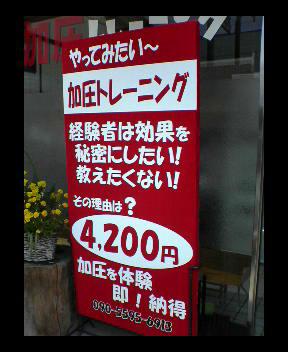 やってみたい~
加圧トレーニング
経験者は効果を
秘密にしたい!
教えたくない!
その理由は?
4,200円
加圧を体験
即!納得
090-5595-6913